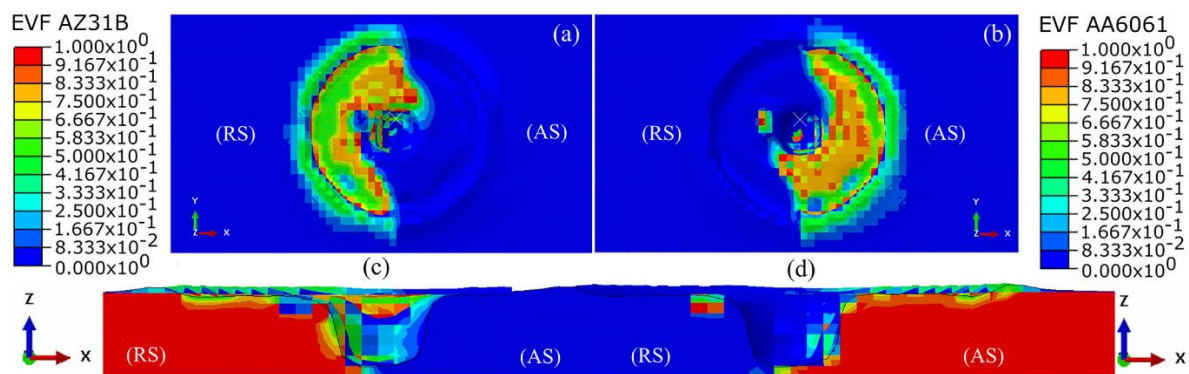 EVF AZ31B
1.000x10⁰
9.167x10⁻¹
8.333x10⁻¹
7.500x10⁻¹
6.667x10⁻¹
5.833x10⁻¹
5.000x10⁻¹
4.167x10⁻¹
3.333x10⁻¹
2.500x10⁻¹
1.667x10⁻¹
8.333x10⁻²
0.000x10⁰
(a)
(RS)
(AS)
Y
Z
X
(b)
(RS)
(AS)
Y
Z
X
EVF AA6061
1.000x10⁰
9.167x10⁻¹
8.333x10⁻¹
7.500x10⁻¹
6.667x10⁻¹
5.833x10⁻¹
5.000x10⁻¹
4.167x10⁻¹
3.333x10⁻¹
2.500x10⁻¹
1.667x10⁻¹
8.333x10⁻²
0.000x10⁰
(c)
(d)
Z
X
(RS)
(AS)
(RS)
(AS)
Z
X